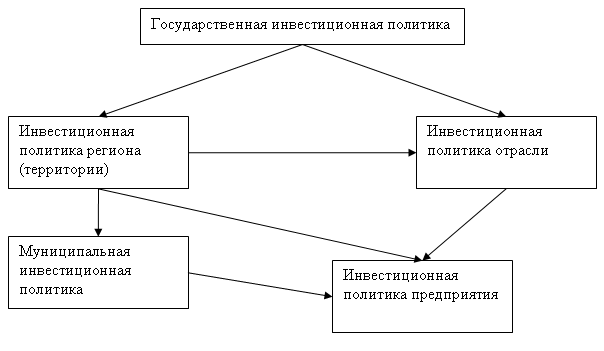 Государственная инвестиционная политика
Инвестиционная
политика региона
(территории)
Инвестиционная
политика отрасли
Муниципальная
инвестиционная
политика
Инвестиционная
политика предприятия